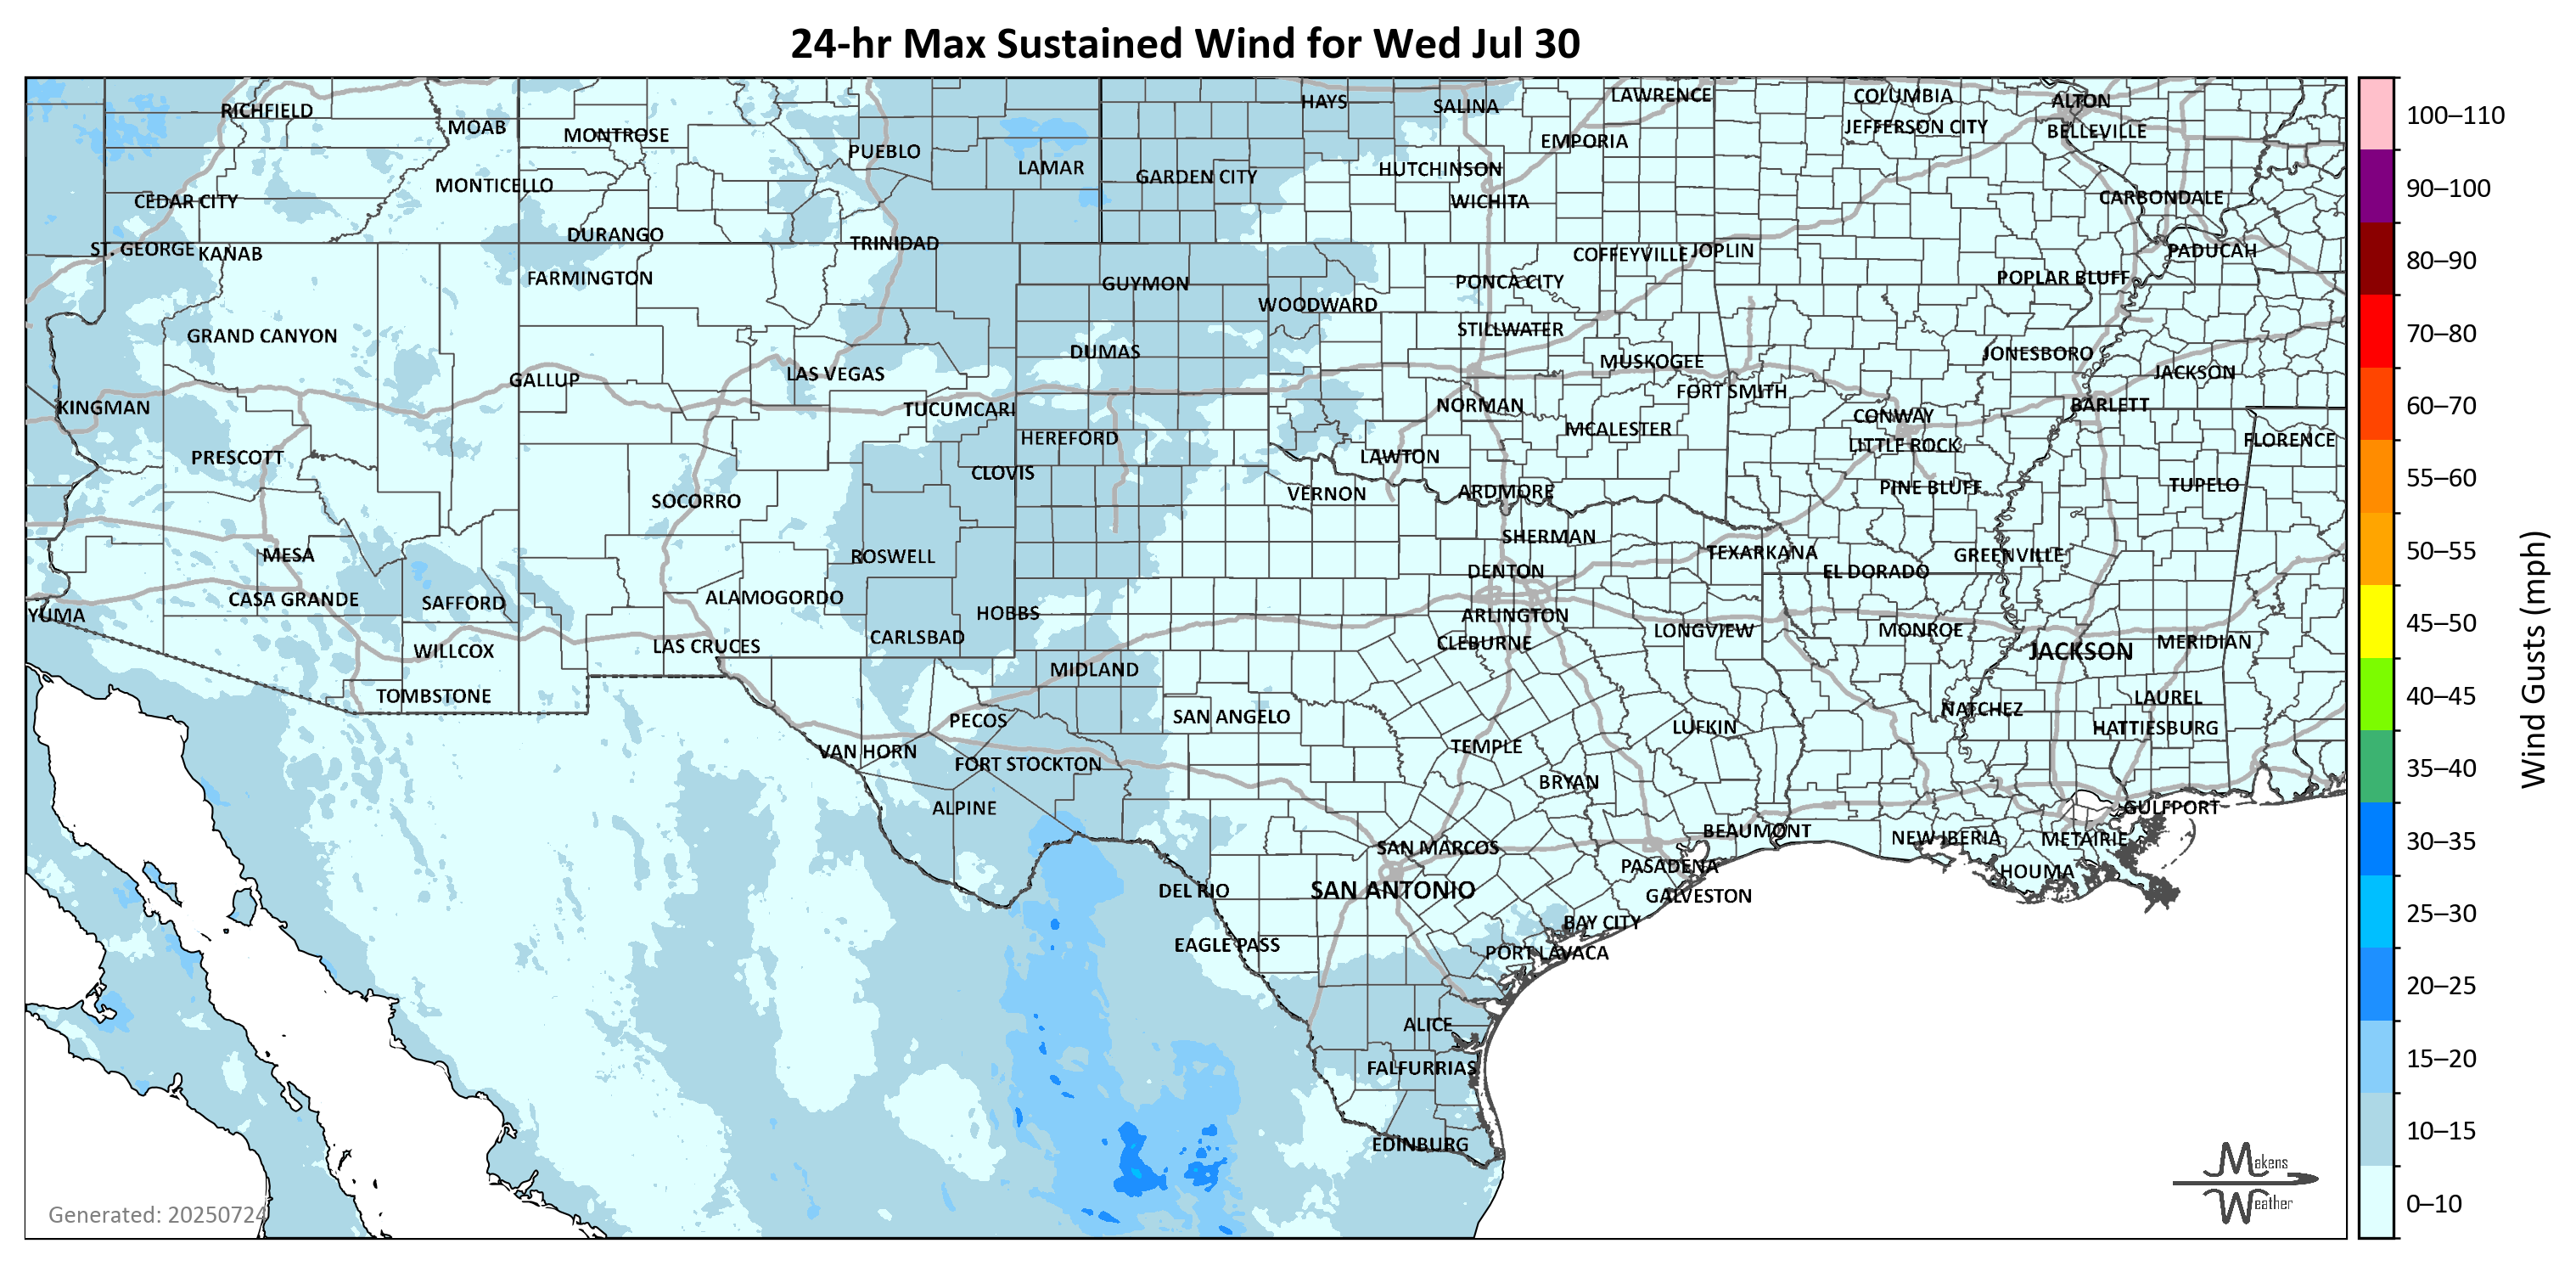 24-hr Max Sustained Wind for Wed Jul 30
RICHFIELD
MOAB
MONTROSE
PUEBLO
LAMAR
HAYS
SALINA
LAWRENCE
COLUMBIA
ALTON
EMPORIA
JEFFERSON CITY
BELLEVILLE
MONTICELLO
GARDEN CITY
HUTCHINSON
WICHITA
CARBONDALE
CEDAR CITY
DURANGO
TRINIDAD
ST. GEORGE
KANAB
FARMINGTON
GUYMON
WOODWARD
PONCA CITY
COFFEYVILLE
JOPLIN
POPLAR BLUFF
PADUCAH
GRAND CANYON
GALLUP
LAS VEGAS
DUMAS
STILLWATER
MUSKOGEE
FORT SMITH
JONESBORO
JACKSON
KINGMAN
TUCUMCARI
HEREFORD
NORMAN
MCALESTER
CONWAY
LITTLE ROCK
BARLETT
FLORENCE
PRESCOTT
SOCORRO
CLOVIS
LAWTON
VERNON
ARDMORE
PINE BLUFF
TUPELO
MESA
ROSWELL
SHERMAN
TEXARKANA
GREENVILLE
DENTON
EL DORADO
YUMA
CASA GRANDE
SAFFORD
ALAMOGORDO
HOBBS
ARLINGTON
CLEBURNE
LONGVIEW
MONROE
WILLCOX
LAS CRUCES
CARLSBAD
MIDLAND
JACKSON
MERIDIAN
TOMBSTONE
PECOS
SAN ANGELO
TEMPLE
LUFKIN
NATCHEZ
LAUREL
HATTIESBURG
VAN HORN
FORT STOCKTON
BRYAN
ALPINE
GULFPORT
SAN MARCOS
BEAUMONT
NEW IBERIA
METAIRIE
PASADENA
HOUMA
DEL RIO
SAN ANTONIO
GALVESTON
BAY CITY
EAGLE PASS
PORT LAVACA
ALICE
FALFURRIAS
EDINBURG
Generated: 20250724
Makens
Weather
100–110
90–100
80–90
70–80
60–70
55–60
50–55
45–50
40–45
35–40
30–35
25–30
20–25
15–20
10–15
0–10
Wind Gusts (mph)